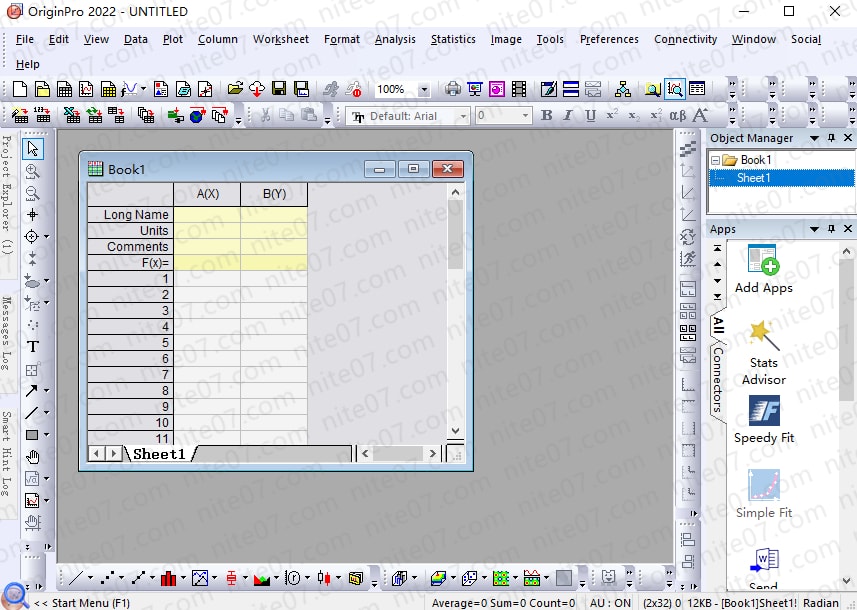 OriginPro 2022 - UNTITLED
File Edit View Data Plot Column Worksheet Format Analysis Statistics Image Tools Preferences Connectivity Window Social
Help
100%
Default: Arial 0 B I U x² x₂ αβ A
Project Explorer (1)
Messages Log
Smart Hint Log
T
Book1
A(X) B(Y)
Long Name
Units
Comments
F(x)=
1
2
3
4
5
6
7
8
9
10
11
Sheet1
Object Manager
Book1
Sheet1
Apps
All
Connectors
Add Apps
Stats
Advisor
Speedy Fit
Simple Fit
Send
<< Start Menu (F1)
Average=0 Sum=0 Count=0 AU : ON (2x32) 0 12KB - [Book1]Sheet1! Radian
nite07.com